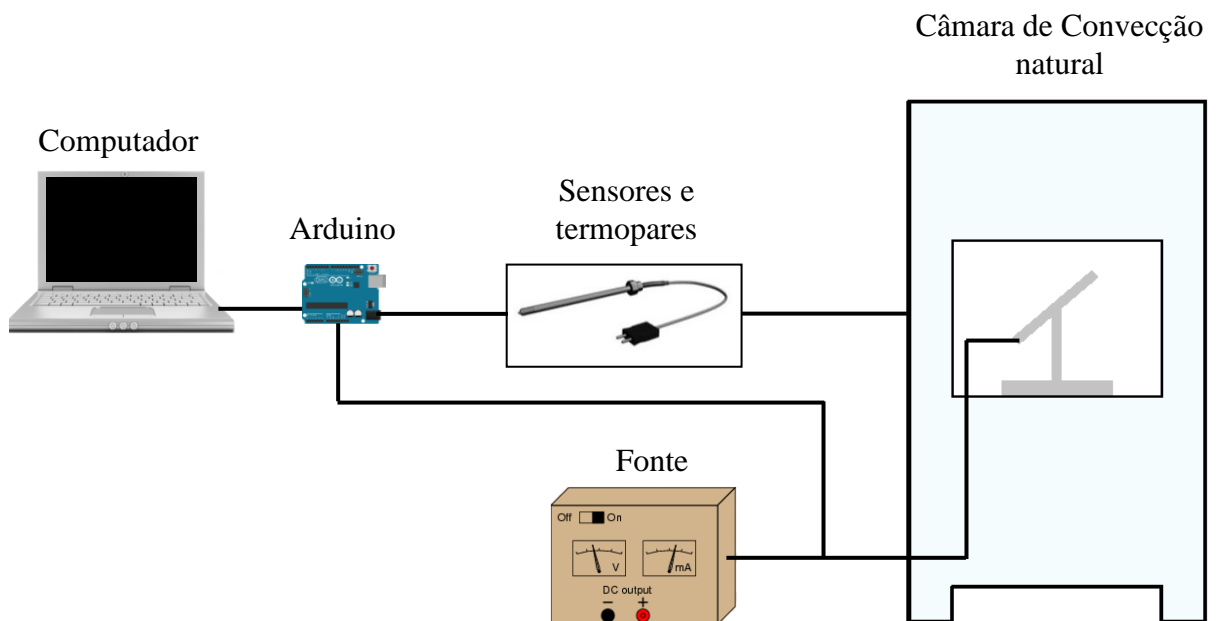 Câmara de Convecção
natural
Computador
Sensores e
termopares
Arduino
Fonte
Off On
V
mA
DC output
− +